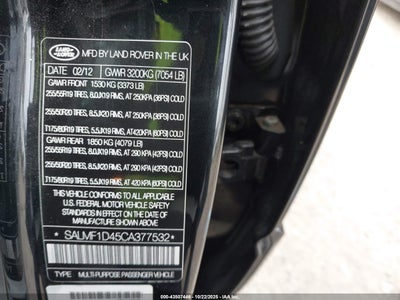 LAND ROVER
MFD BY LAND ROVER IN THE UK
02/12 GWR 3200KG (7054 LB)
GAWR FRONT 1530 KG (3373 LB)
255/55R19 TIRES, 8.0JX19 RIMS, AT 250KPA (36PSI) COLD
255/50R20 TIRES, 8.5JX20 RIMS, AT 250KPA (36PSI) COLD
T175/80R19 TIRES, 5.5JX19 RIMS, AT 420KPA (60PSI) COLD
GAWR REAR 1850 KG (4079 LB)
255/55R19 TIRES, 8.0JX19 RIMS, AT 290 KPA (42PSI) COLD
255/50R20 TIRES, 8.5JX20 RIMS, AT 290 KPA (42PSI) COLD
T175/80R19 TIRES, 5.5JX19 RIMS, AT 420 KPA (60PSI) COLD
THIS VEHICLE CONFORMS TO ALL APPLICABLE
U.S. FEDERAL MOTOR VEHICLE SAFETY
STANDARDS IN EFFECT ON THE DATE OF
MANUFACTURE SHOWN ABOVE
*SALMF1D45CA377532*
TYPE MULTI-PURPOSE PASSENGER VEHICLE
600-43507446 - 10/22/2025 - IAAI.COM